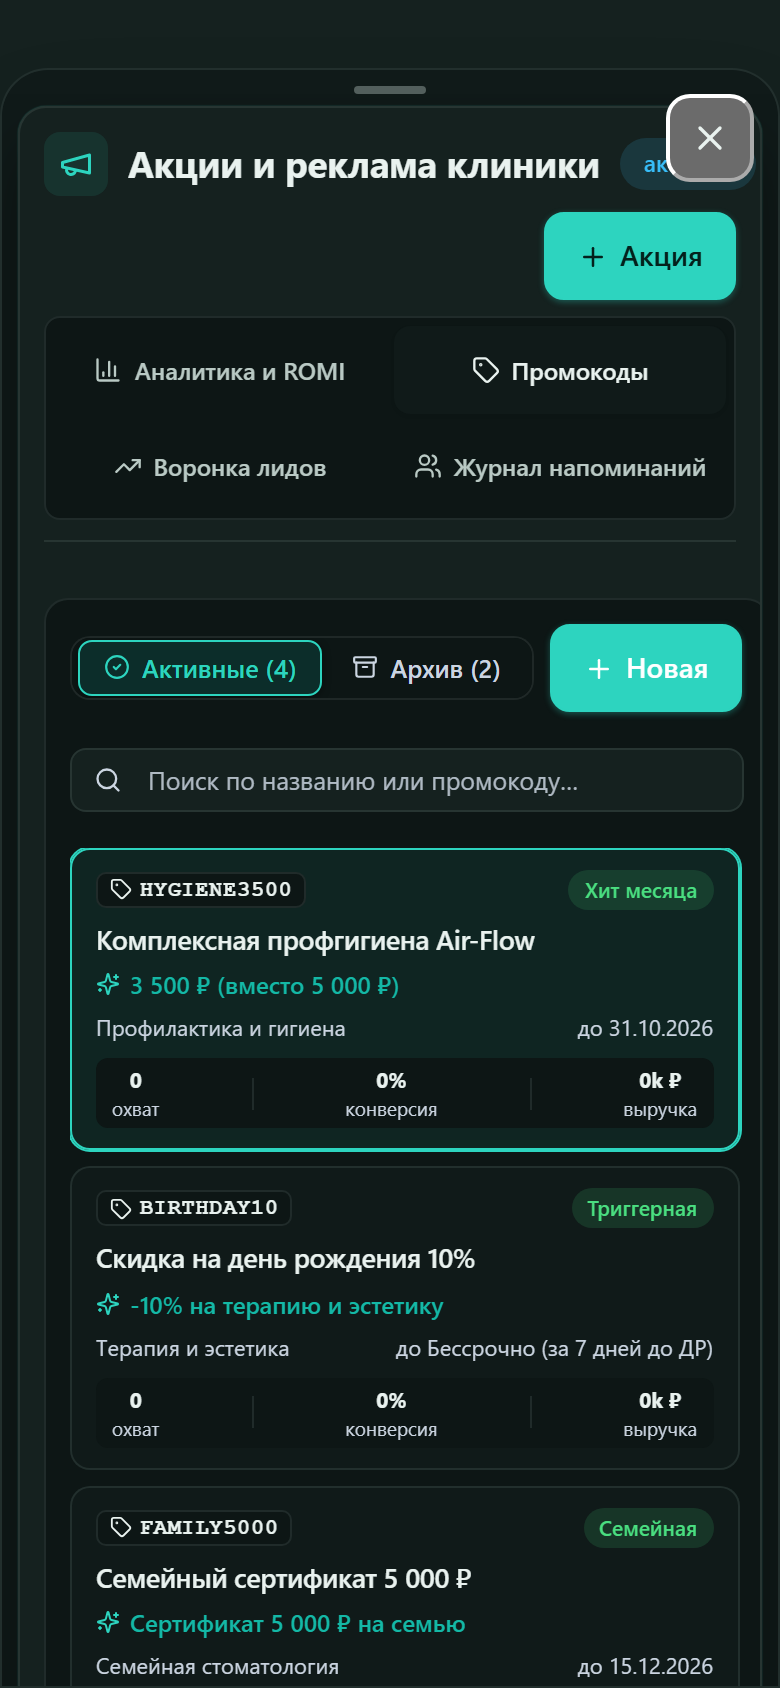 Акции и реклама клиники
+ Акция
Аналитика и ROMI
Промокоды
Воронка лидов
Журнал напоминаний
Активные (4)
Архив (2)
+ Новая
Поиск по названию или промокоду...
HYGIENE3500
Хит месяца
Комплексная профгигиена Air-Flow
3 500 ₽ (вместо 5 000 ₽)
Профилактика и гигиена
до 31.10.2026
0
0%
0k ₽
охват
конверсия
выручка
BIRTHDAY10
Триггерная
Скидка на день рождения 10%
-10% на терапию и эстетику
Терапия и эстетика
до Бессрочно (за 7 дней до ДР)
0
0%
0k ₽
охват
конверсия
выручка
FAMILY5000
Семейная
Семейный сертификат 5 000 ₽
Сертификат 5 000 ₽ на семью
Семейная стоматология
до 15.12.2026